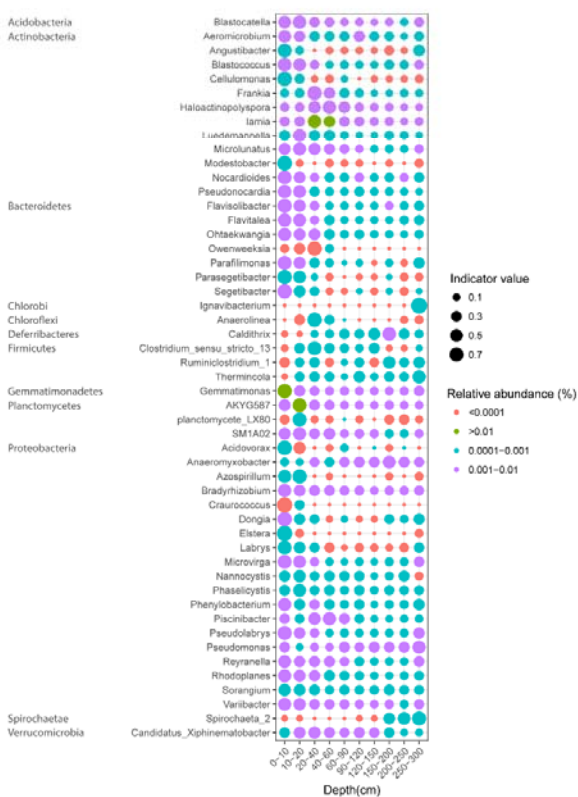 Acidobacteria Blastocatella
Actinobacteria Aeromicrobium
Angustibacter
Blastococcus
Cellulomonas
Frankia
Haloactinopolyspora
Iamia
Luedemannella
Microlunatus
Modestobacter
Nocardioides
Pseudonocardia
Bacteroidetes Flavisolibacter
Flavitalea
Ohtaekwangia
Owenweeksia
Parafilimonas
Parasegetibacter
Segetibacter
Chlorobi Ignavibacterium
Chloroflexi Anaerolinea
Deferribacteres Caldithrix
Firmicutes Clostridium_sensu_stricto_13
Ruminiclostridium_1
Thermincola
Gemmatimonadetes Gemmatimonas
Planctomycetes AKYG587
planctomycete_LX80
SM1A02
Proteobacteria Acidovorax
Anaeromyxobacter
Azospirillum
Bradyrhizobium
Craurococcus
Dongia
Elstera
Labrys
Microvirga
Nannocystis
Phaselicystis
Phenylobacterium
Piscinibacter
Pseudolabrys
Pseudomonas
Reyranella
Rhodoplanes
Sorangium
Variibacter
Spirochaetae Spirochaeta_2
Verrucomicrobia Candidatus_Xiphinematobacter
0-10
10-20
20-40
40-60
60-90
90-120
120-150
150-200
200-250
250-300
Depth(cm)
Indicator value
0.1
0.3
0.5
0.7
Relative abundance (%)
<0.0001
>0.01
0.0001-0.001
0.001-0.01